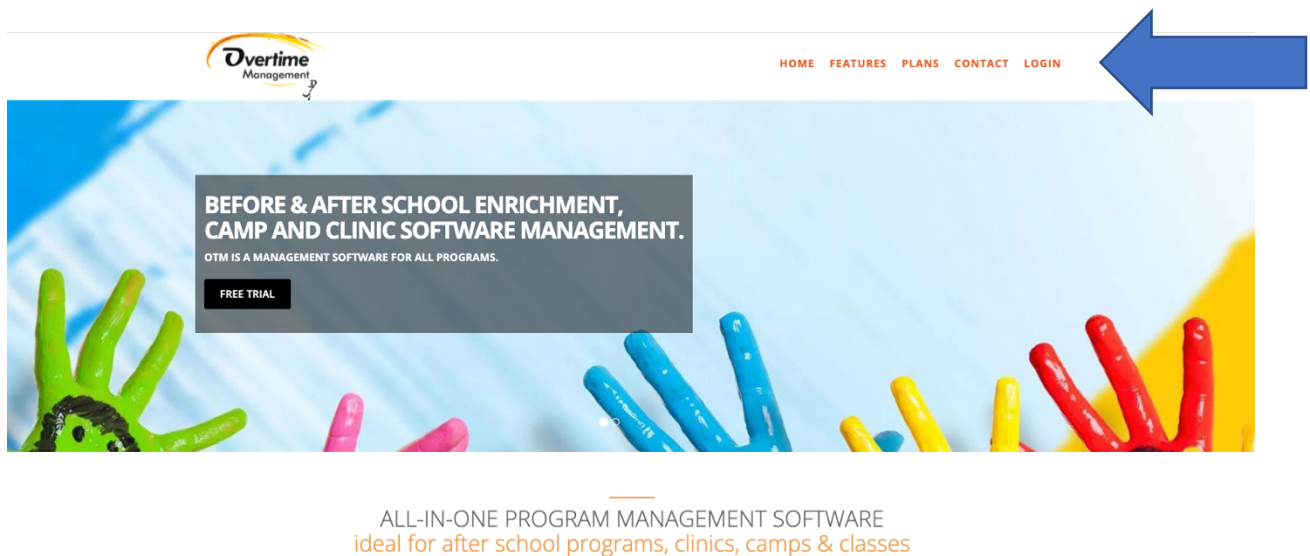 Overtime
Management
HOME FEATURES PLANS CONTACT LOGIN
BEFORE & AFTER SCHOOL ENRICHMENT,
CAMP AND CLINIC SOFTWARE MANAGEMENT.
OTM IS A MANAGEMENT SOFTWARE FOR ALL PROGRAMS.
FREE TRIAL
ALL-IN-ONE PROGRAM MANAGEMENT SOFTWARE
ideal for after school programs, clinics, camps & classes